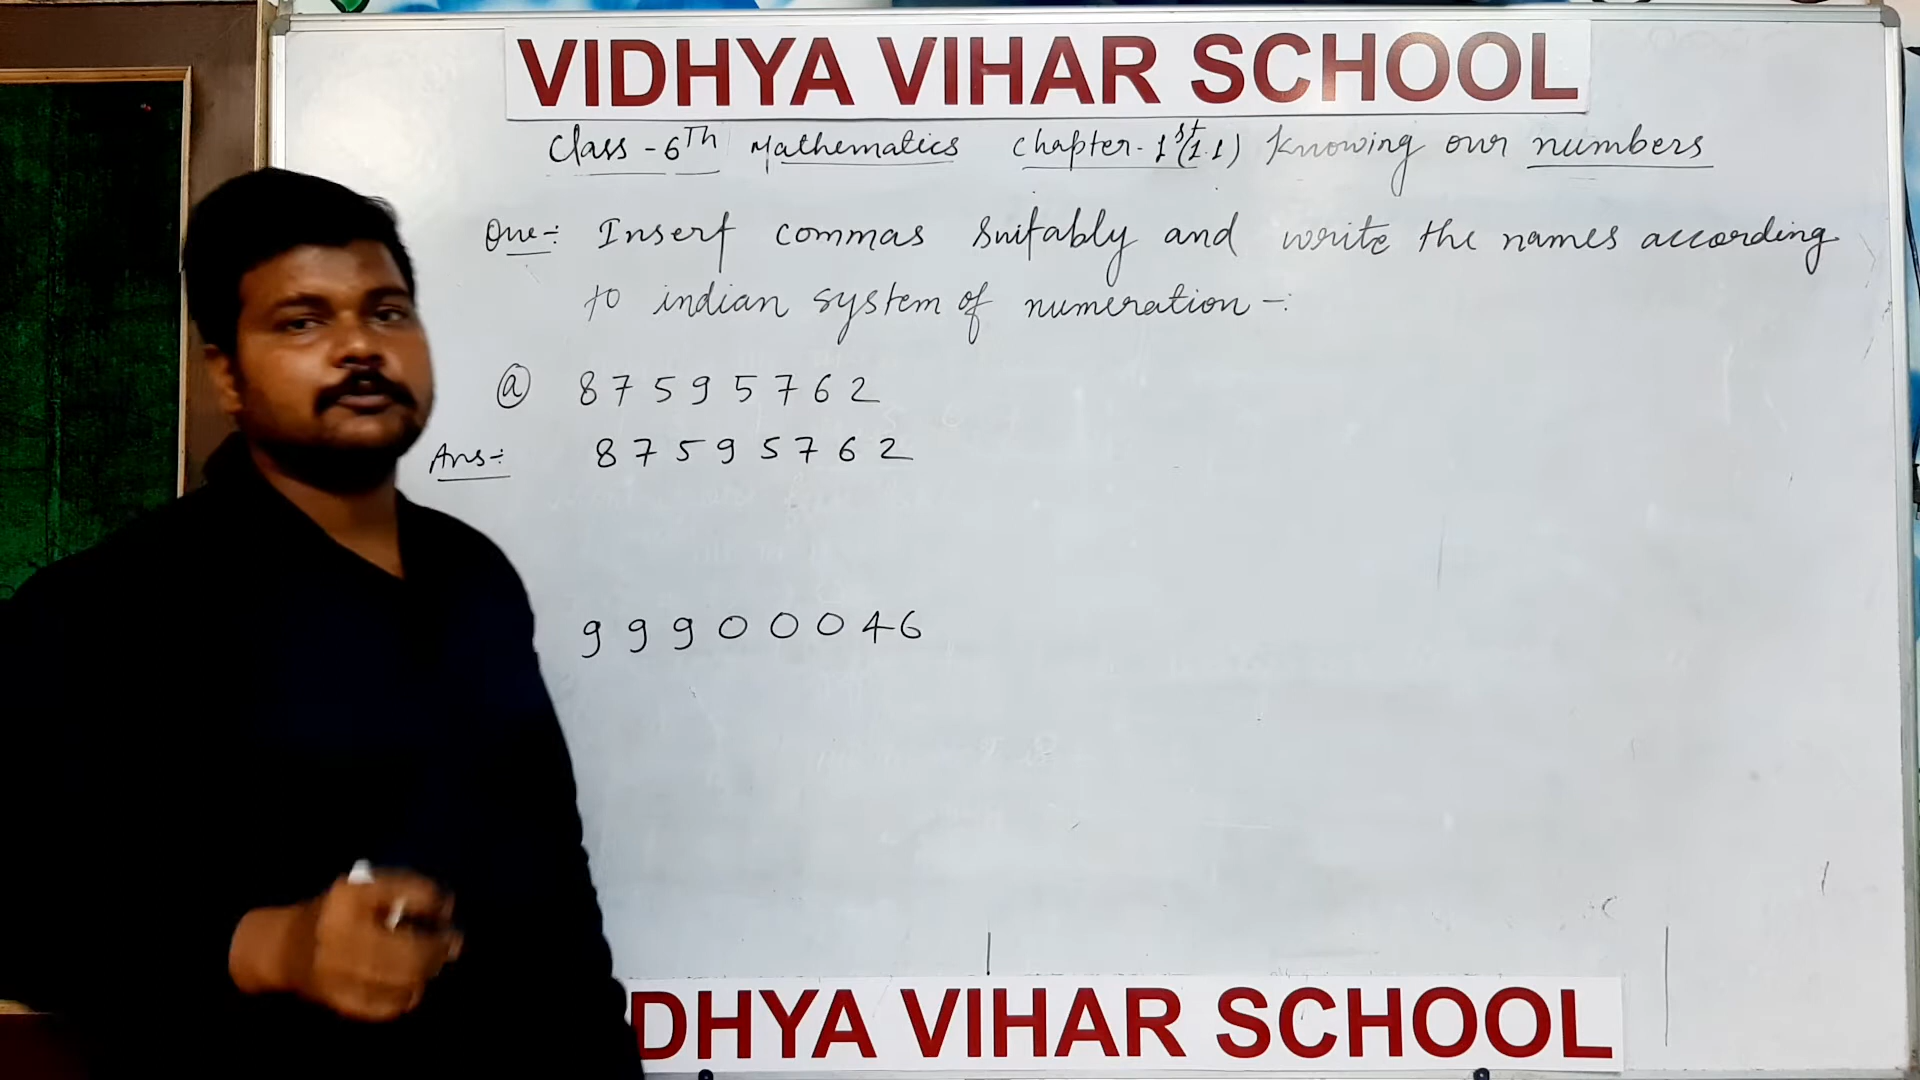 VIDHYA VIHAR SCHOOL
Class - 6Th Mathematics Chapter - 1st (1.1) Knowing our numbers
Que-: Insert commas suitably and write the names according
to indian system of numeration -:
(a) 8 7 5 9 5 7 6 2
Ans-: 8 7 5 9 5 7 6 2
9 9 9 0 0 0 4 6
DHYA VIHAR SCHOOL